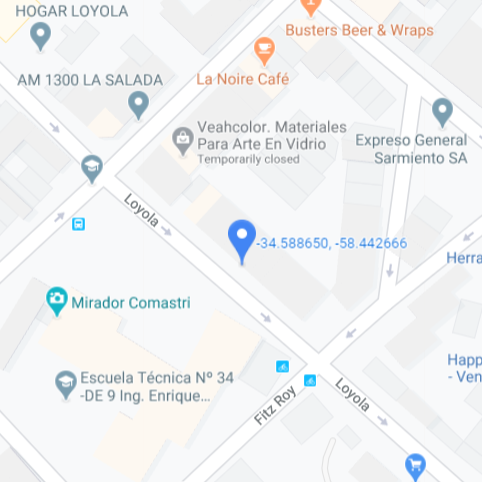 HOGAR LOYOLA
Busters Beer & Wraps
La Noire Café
AM 1300 LA SALADA
Veahcolor. Materiales
Para Arte En Vidrio
Temporarily closed
Expreso General
Sarmiento SA
Loyola
-34.588650, -58.442666
Herra
Mirador Comastri
Escuela Técnica Nº 34
-DE 9 Ing. Enrique...
Happ
- Ven
Fitz Roy
Loyola